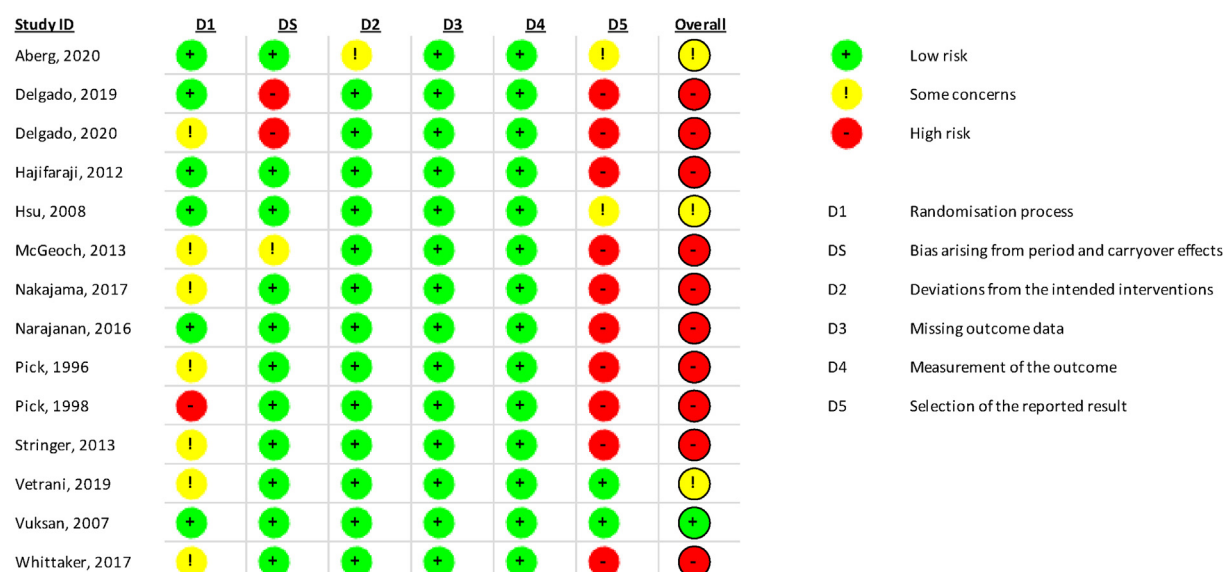 Study ID D1 DS D2 D3 D4 D5 Overall
Aberg, 2020 + + ! + + ! ! + Low risk
Delgado, 2019 + - + + + - - ! Some concerns
Delgado, 2020 ! - + + + - - - High risk
Hajifaraji, 2012 + + + + + - -
Hsu, 2008 + + + + + ! ! D1 Randomisation process
McGeoch, 2013 ! ! + + + - - DS Bias arising from period and carryover effects
Nakajama, 2017 ! + + + + - - D2 Deviations from the intended interventions
Narajanan, 2016 + + + + + - - D3 Missing outcome data
Pick, 1996 ! + + + + - - D4 Measurement of the outcome
Pick, 1998 - + + + + - - D5 Selection of the reported result
Stringer, 2013 ! + + + + - -
Vetrani, 2019 ! + + + + + !
Vuksan, 2007 + + + + + + +
Whittaker, 2017 ! + + + + - -